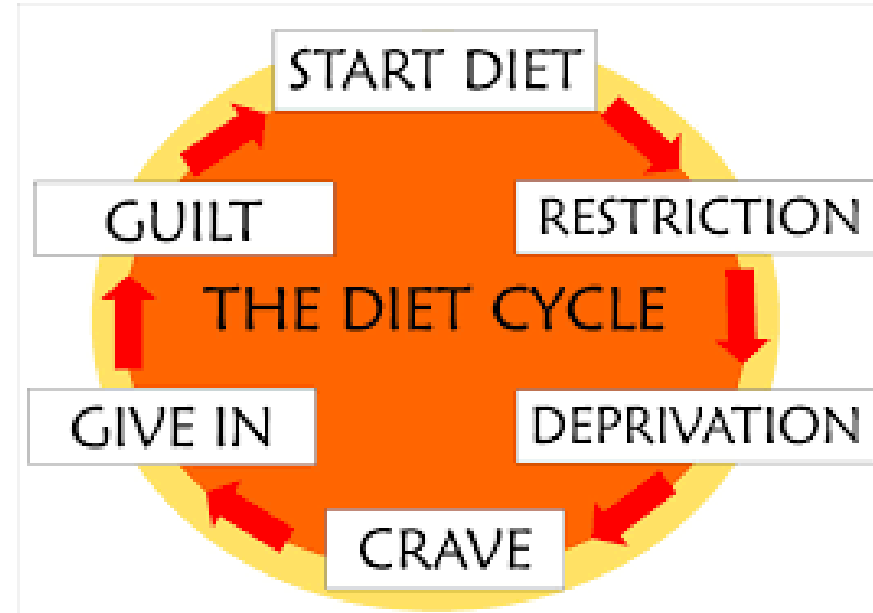 START DIET
RESTRICTION
DEPRIVATION
CRAVE
GIVE IN
GUILT
THE DIET CYCLE